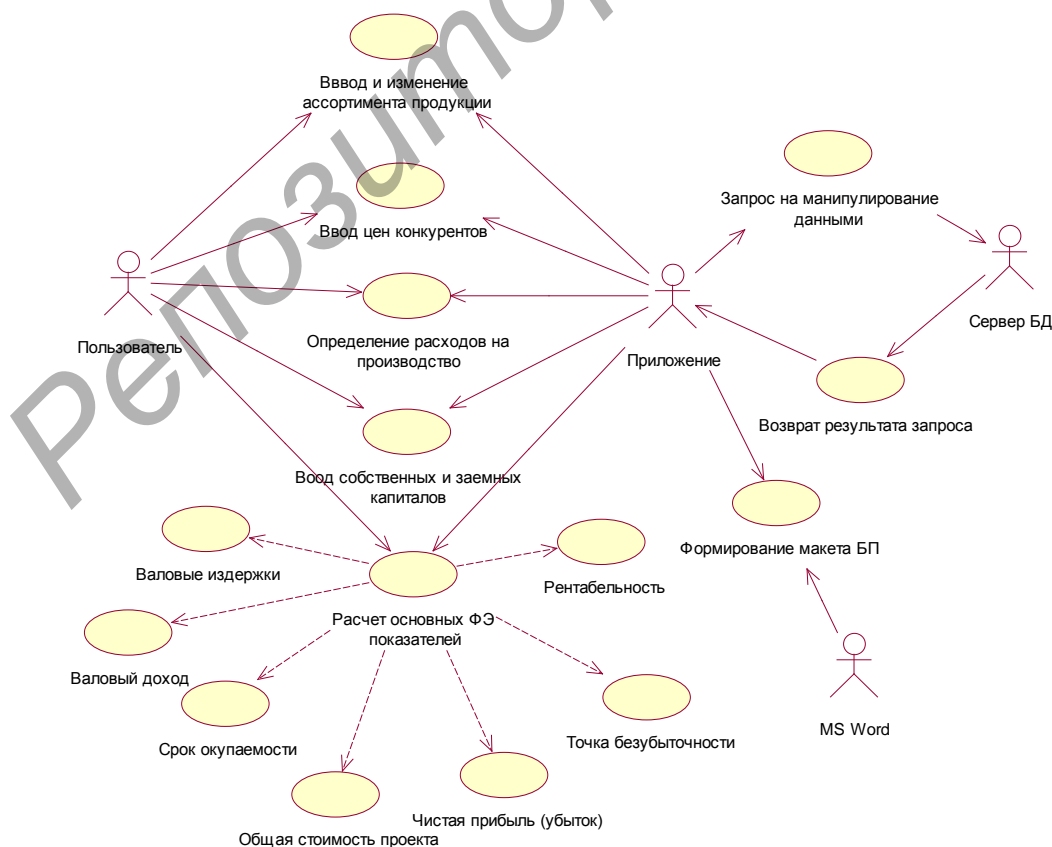 Репозитор
Вввод и изменение
ассортимента продукции
Запрос на манипулирование
данными
Ввод цен конкурентов
Сервер БД
Пользователь
Определение расходов на
производство
Приложение
Возврат результата запроса
Воод собственных и заемных
капиталов
Формирование макета БП
Валовые издержки
Рентабельность
Расчет основных ФЭ
показателей
Валовый доход
Срок окупаемости
Точка безубыточности
MS Word
Чистая прибыль (убыток)
Общая стоимость проекта